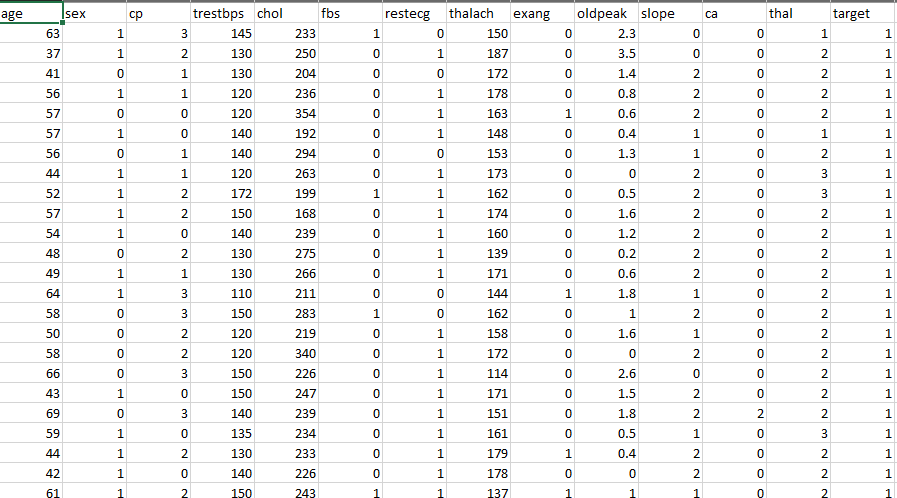 age sex cp trestbps chol fbs restecg thalach exang oldpeak slope ca thal target
63 1 3 145 233 1 0 150 0 2.3 0 0 1 1
37 1 2 130 250 0 1 187 0 3.5 0 0 2 1
41 0 1 130 204 0 0 172 0 1.4 2 0 2 1
56 1 1 120 236 0 1 178 0 0.8 2 0 2 1
57 0 0 120 354 0 1 163 1 0.6 2 0 2 1
57 1 0 140 192 0 1 148 0 0.4 1 0 1 1
56 0 1 140 294 0 0 153 0 1.3 1 0 2 1
44 1 1 120 263 0 1 173 0 0 2 0 3 1
52 1 2 172 199 1 1 162 0 0.5 2 0 3 1
57 1 2 150 168 0 1 174 0 1.6 2 0 2 1
54 1 0 140 239 0 1 160 0 1.2 2 0 2 1
48 0 2 130 275 0 1 139 0 0.2 2 0 2 1
49 1 1 130 266 0 1 171 0 0.6 2 0 2 1
64 1 3 110 211 0 0 144 1 1.8 1 0 2 1
58 0 3 150 283 1 0 162 0 1 2 0 2 1
50 0 2 120 219 0 1 158 0 1.6 1 0 2 1
58 0 2 120 340 0 1 172 0 0 2 0 2 1
66 0 3 150 226 0 1 114 0 2.6 0 0 2 1
43 1 0 150 247 0 1 171 0 1.5 2 0 2 1
69 0 3 140 239 0 1 151 0 1.8 2 2 2 1
59 1 0 135 234 0 1 161 0 0.5 1 0 3 1
44 1 2 130 233 0 1 179 1 0.4 2 0 2 1
42 1 0 140 226 0 1 178 0 0 2 0 2 1
61 1 2 150 243 1 1 137 1 1 1 0 2 1